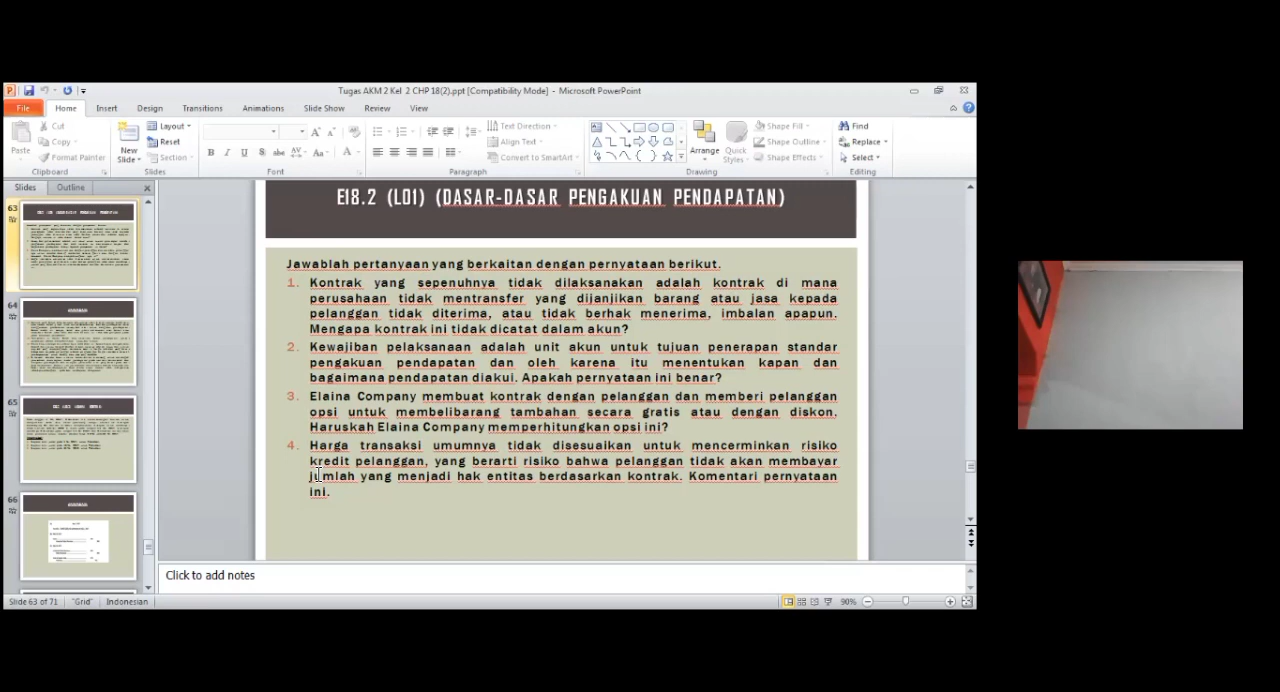 Tugas AKM 2 Kel 2 CHP 18(2).ppt [Compatibility Mode] - Microsoft PowerPoint
File Home Insert Design Transitions Animations Slide Show Review View
Paste
Cut
Copy
Format Painter
Clipboard
New Slide
Layout
Reset
Section
Slides
Font
Text Direction
Align Text
Convert to SmartArt
Paragraph
Arrange
Quick Styles
Shape Fill
Shape Outline
Shape Effects
Drawing
Find
Replace
Select
Editing
Slides Outline
63
64
65
66
E18.2 (LO1) (DASAR-DASAR PENGAKUAN PENDAPATAN)
Jawablah pertanyaan yang berkaitan dengan pernyataan berikut.
1. Kontrak yang sepenuhnya tidak dilaksanakan adalah kontrak di mana
perusahaan tidak mentransfer yang dijanjikan barang atau jasa kepada
pelanggan tidak diterima, atau tidak berhak menerima, imbalan apapun.
Mengapa kontrak ini tidak dicatat delam akun?
2. Kewajiban pelaksanaan adalah unit akun untuk tujuan penerapan standar
pengakuan pendapatan dan oleh karena itu menentukan kapan dan
bagaimana pendapatan diakui. Apakah pernyataan ini benar?
3. Elaina Company membuat kontrak dengan pelanggan dan memberi pelanggan
opsi untuk membelibarang tambahan secara gratis atau dengan diskon.
Haruskah Elaina Company memperhitungkan opsi ini?
4. Harga transaksi umumnya tidak disesuaikan untuk mencerminkan risiko
kredit pelanggan, yang berarti risiko bahwa pelanggan tidak akan membayar
jumlah yang menjadi hak entitas berdasarkan kontrak. Komentari pernyataan
ini.
Click to add notes
Slide 63 of 71 "Grid" Indonesian 90%